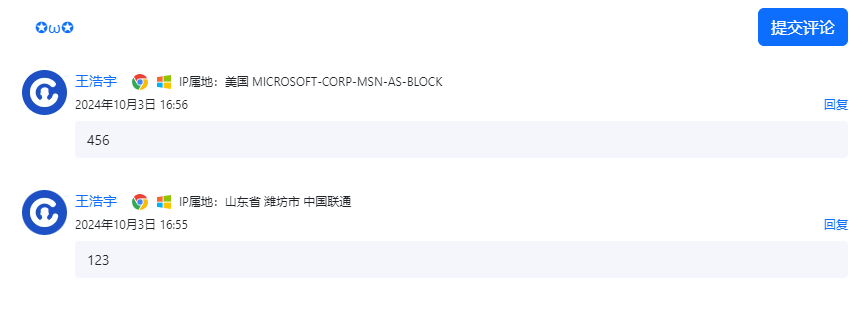 ✪ω✪
提交评论
王浩宇 IP属地：美国 MICROSOFT-CORP-MSN-AS-BLOCK
2024年10月3日 16:56 回复
456
王浩宇 IP属地：山东省 潍坊市 中国联通
2024年10月3日 16:55 回复
123